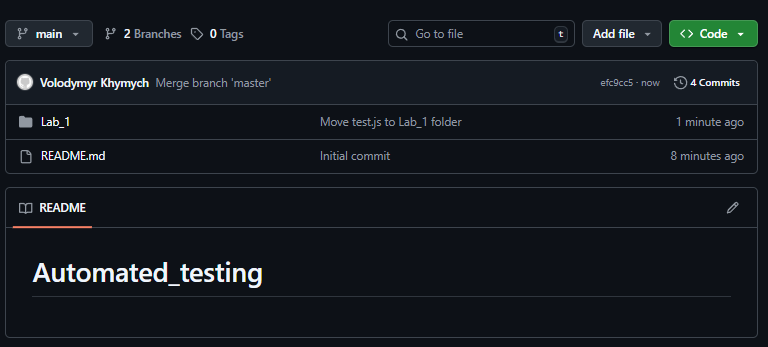 main 2 Branches 0 Tags Go to file t Add file Code
Volodymyr Khymych Merge branch 'master' efc9cc5 · now 4 Commits
Lab_1 Move test.js to Lab_1 folder 1 minute ago
README.md Initial commit 8 minutes ago
README
Automated_testing